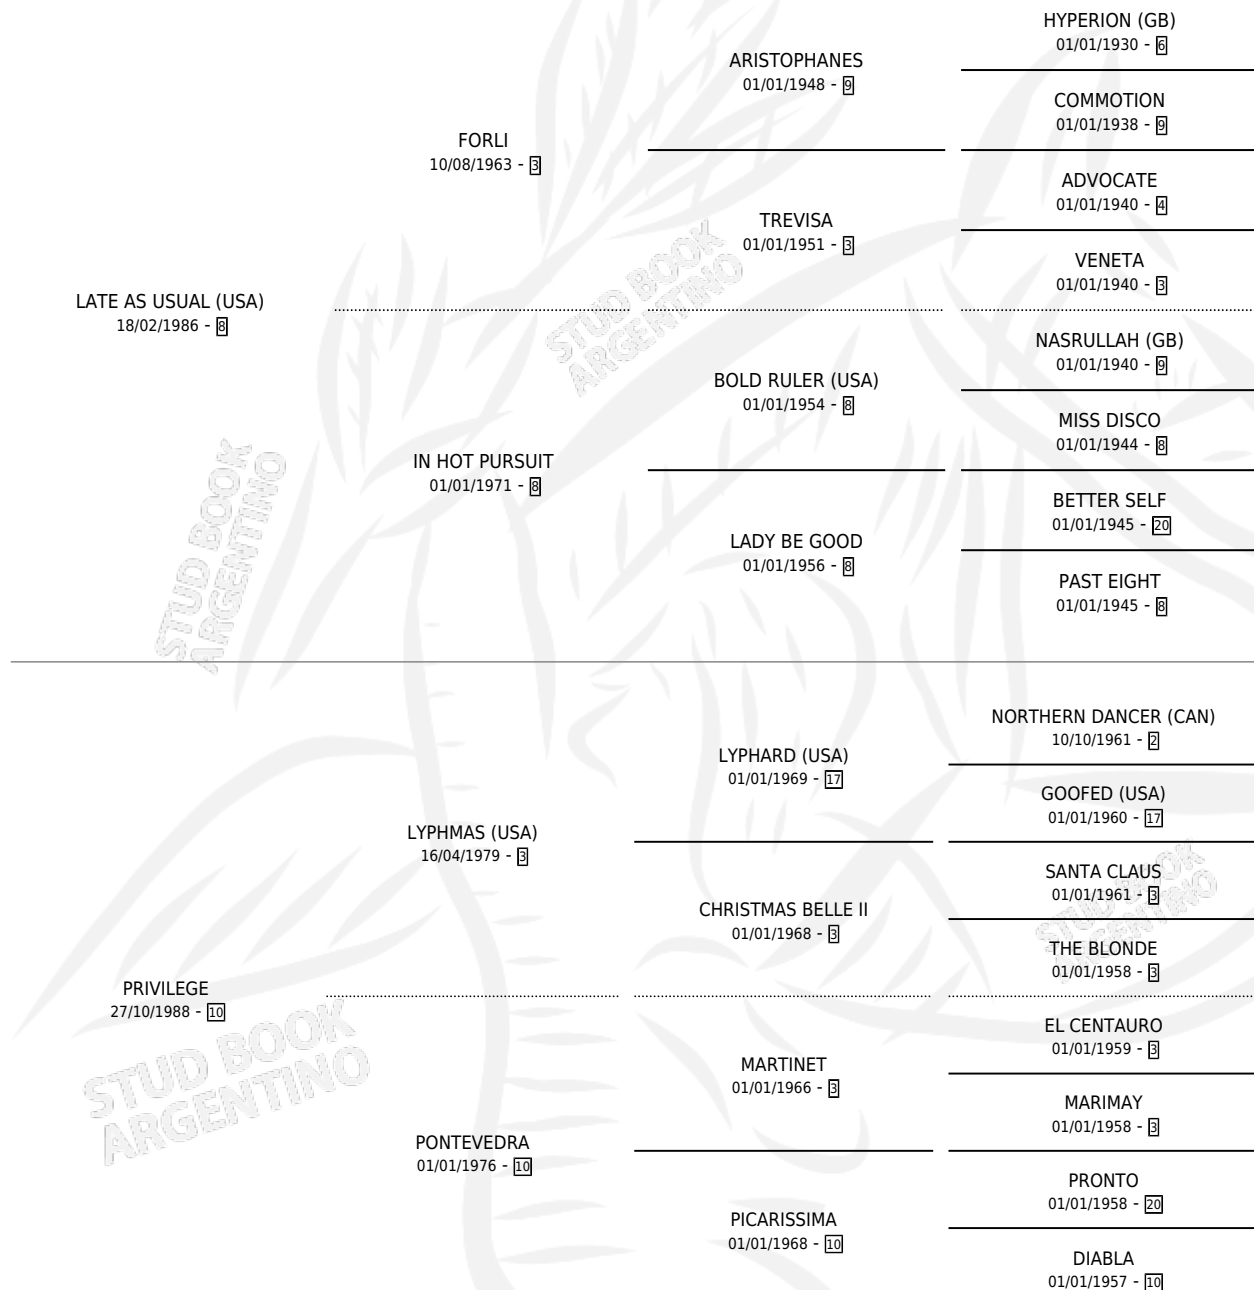 HYPERION (GB)
01/01/1930 - 6
ARISTOPHANES
01/01/1948 - 9
COMMOTION
01/01/1938 - 9
FORLI
10/08/1963 - 3
ADVOCATE
01/01/1940 - 4
TREVISA
01/01/1951 - 3
VENETA
01/01/1940 - 3
LATE AS USUAL (USA)
18/02/1986 - 8
NASRULLAH (GB)
01/01/1940 - 9
BOLD RULER (USA)
01/01/1954 - 8
MISS DISCO
01/01/1944 - 8
IN HOT PURSUIT
01/01/1971 - 8
BETTER SELF
01/01/1945 - 20
LADY BE GOOD
01/01/1956 - 8
PAST EIGHT
01/01/1945 - 8
NORTHERN DANCER (CAN)
10/10/1961 - 2
LYPHARD (USA)
01/01/1969 - 17
GOOFED (USA)
01/01/1960 - 17
LYPHMAS (USA)
16/04/1979 - 3
SANTA CLAUS
01/01/1961 - 3
CHRISTMAS BELLE II
01/01/1968 - 3
THE BLONDE
01/01/1958 - 3
PRIVILEGE
27/10/1988 - 10
EL CENTAURO
01/01/1959 - 3
MARTINET
01/01/1966 - 3
MARIMAY
01/01/1958 - 3
PONTEVEDRA
01/01/1976 - 10
PRONTO
01/01/1958 - 20
PICARISSIMA
01/01/1968 - 10
DIABLA
01/01/1957 - 10
STUD BOOK
ARGENTINO
STUD BOOK
ARGENTINO
STUD BOOK
ARGENTINO
STUD BOOK
ARGENTINO